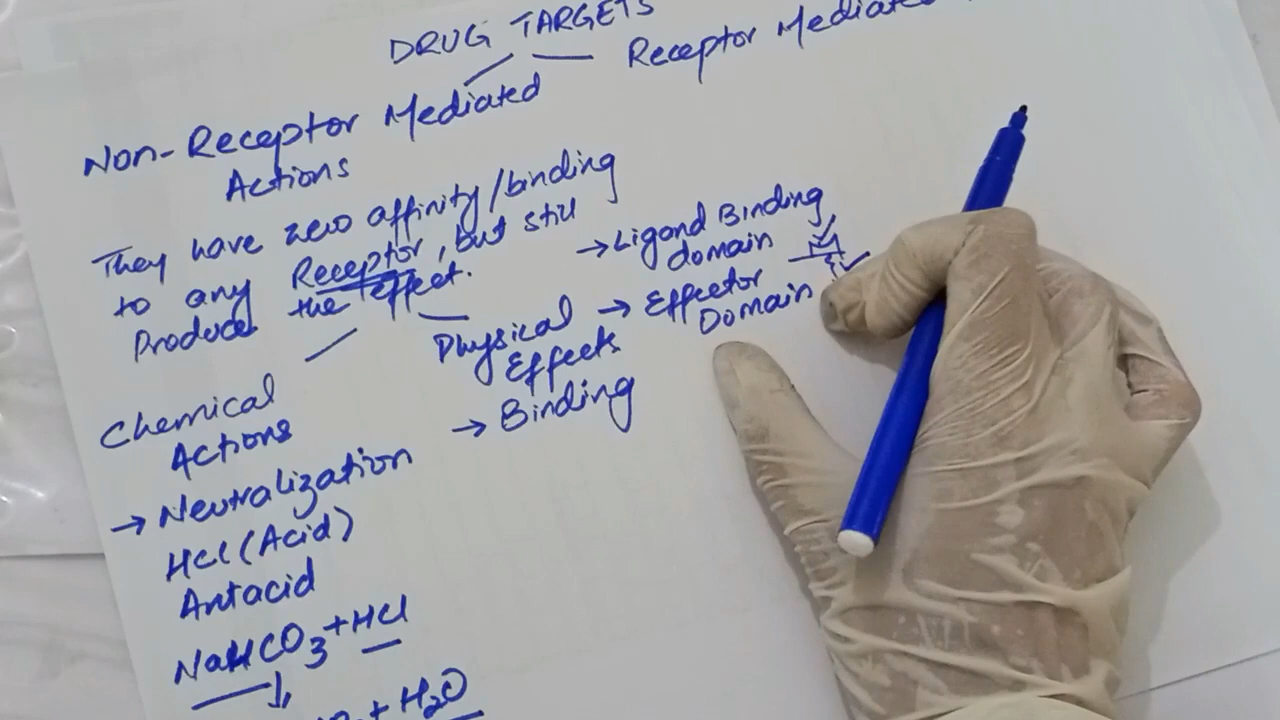 DRUG TARGETS
Non-Receptor Mediated
Actions
Receptor Mediated
They have zero affinity/binding
to any Receptor, but still
Produce the effect.
Chemical
Actions
→ Neutralization
HCl (Acid)
Antacid
NaHCO3 + HCl
+ H2O
Physical
Effects
→ Binding
→ Ligand Binding
domain
→ Effector
Domain